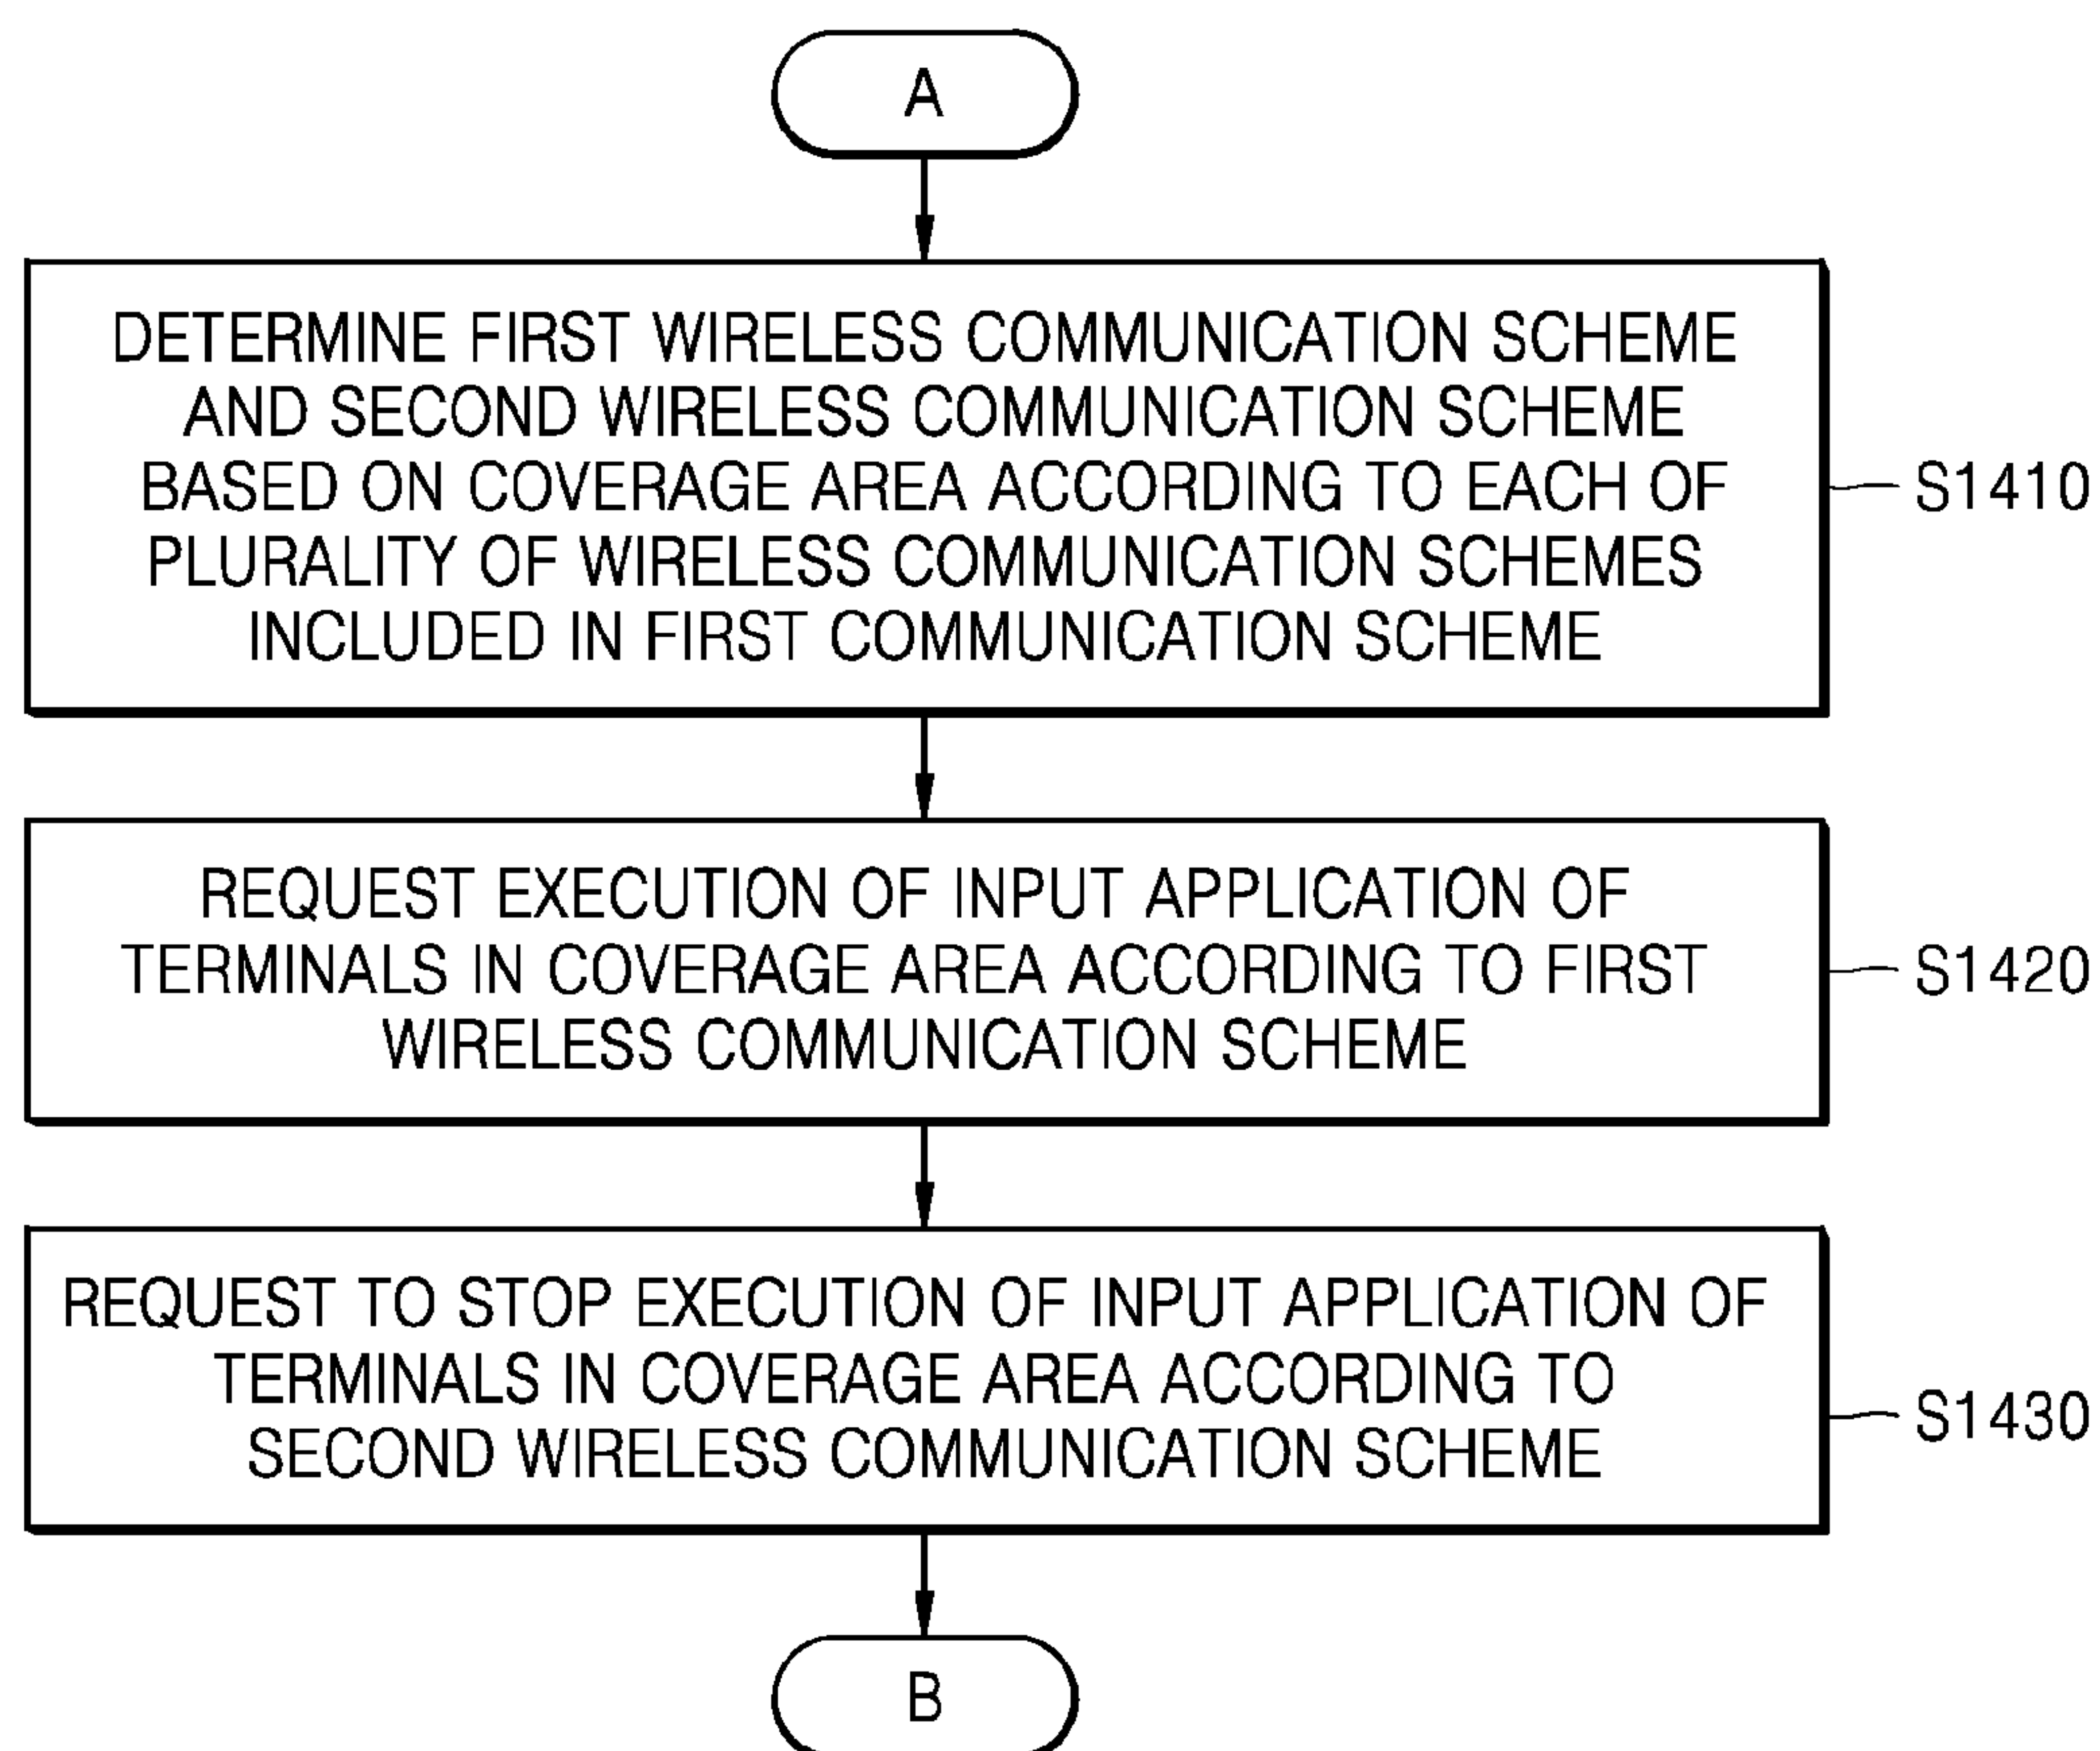 A
DETERMINE FIRST WIRELESS COMMUNICATION SCHEME
AND SECOND WIRELESS COMMUNICATION SCHEME
BASED ON COVERAGE AREA ACCORDING TO EACH OF
PLURALITY OF WIRELESS COMMUNICATION SCHEMES
INCLUDED IN FIRST COMMUNICATION SCHEME
S1410
REQUEST EXECUTION OF INPUT APPLICATION OF
TERMINALS IN COVERAGE AREA ACCORDING TO FIRST
WIRELESS COMMUNICATION SCHEME
S1420
REQUEST TO STOP EXECUTION OF INPUT APPLICATION OF
TERMINALS IN COVERAGE AREA ACCORDING TO
SECOND WIRELESS COMMUNICATION SCHEME
S1430
B